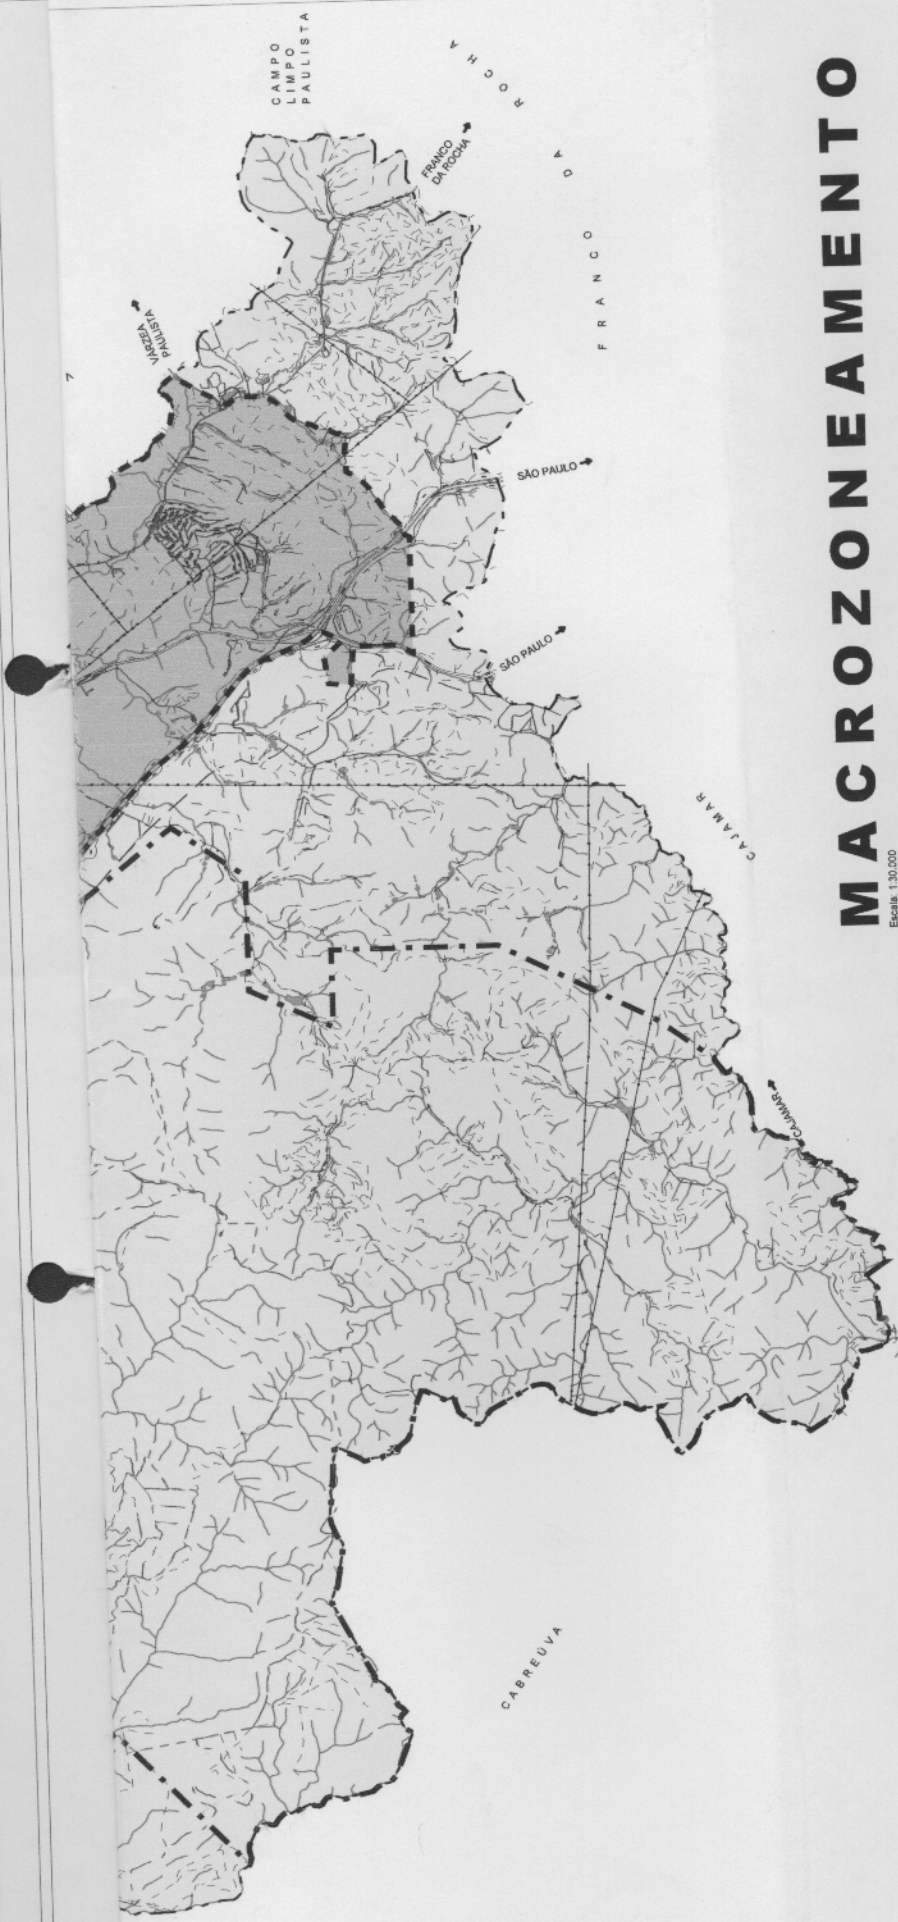 CAMPO
LIMPO
PAULISTA
FRANCO DA ROCHA
FRANCO
DA ROCHA
VÁRZEA
PAULISTA
SÃO PAULO
SÃO PAULO
CAJAMAR
CAJAMAR
CABREÚVA
MACROZONEAMENTO
Escala: 1:30.000